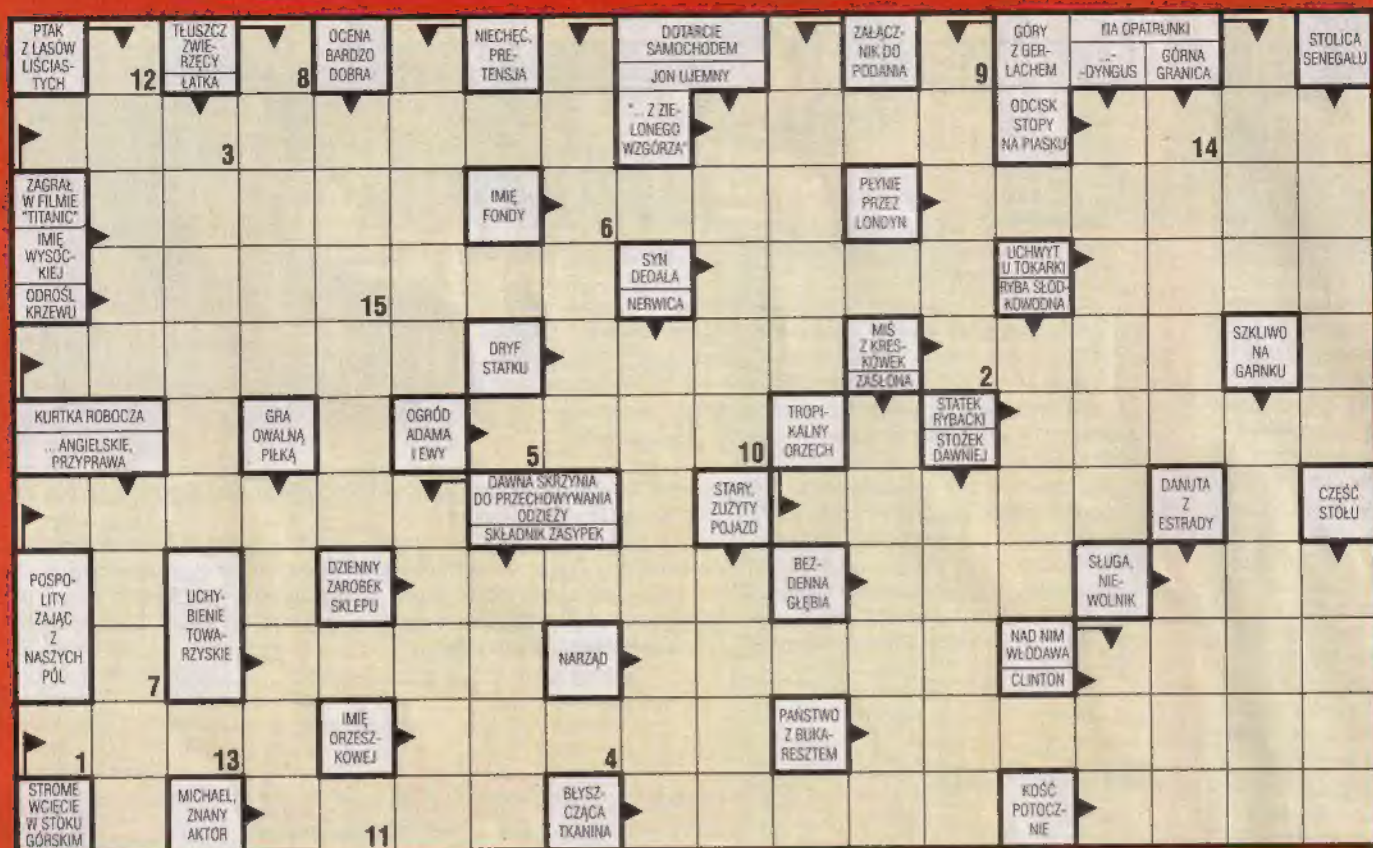 PTAK
Z LASÓW
LIŚCIAS-
TYCH
12
TŁUSZCZ
ZWIE-
RZĘCY
ŁATKA
8
OCENA
BARDZO
DOBRA
NIECHĘĆ,
PRE-
TENSJA
DOTARCIE
SAMOCHODEM
JON UJEMNY
ZAŁĄCZ-
NIK DO
PODANIA
9
GÓRY
Z GER-
LACHEM
NA OPATRUNKI
...-
-DYNGUS
GÓRNA
GRANICA
STOLICA
SENEGALU
3
"... Z ZIE-
LONEGO
WZGÓRZA"
ODCISK
STOPY
NA PIASKU
14
ZAGRAŁ
W FILMIE
"TITANIC"
IMIĘ
WYSOC-
KIEJ
ODROŚL
KRZEWU
IMIĘ
FONDY
6
PŁYNIE
PRZEZ
LONDYN
15
SYN
DEDALA
NERWICA
UCHWYT
U TOKARKI
RYBA SŁOD-
KOWODNA
DRYF
STATKU
MIŚ
Z KRES-
KÓWEK
ZASŁONA
2
SZKLIWO
NA
GARNKU
KURTKA ROBOCZA
... ANGIELSKIE,
PRZYPRAWA
GRA
OWALNĄ
PIŁKĄ
OGRÓD
ADAMA
I EWY
5
10
TROPI-
KALNY
ORZECH
STATEK
RYBACKI
STOŻEK
DAWNIEJ
DAWNA SKRZYNIA
DO PRZECHOWYWANIA
ODZIEŻY
SKŁADNIK ZASYPEK
STARY,
ZUŻYTY
POJAZD
DANUTA
Z
ESTRADY
CZĘŚĆ
STOŁU
POSPO-
LITY
ZAJĄC
Z
NASZYCH
PÓL
7
UCHY-
BIENIE
TOWA-
RZYSKIE
DZIENNY
ZAROBEK
SKLEPU
BEZ-
DENNA
GŁĘBIA
SŁUGA,
NIE-
WOLNIK
NARZĄD
NAD NIM
WŁODAWA
CLINTON
1
13
IMIĘ
ORZESZ-
KOWEJ
4
PAŃSTWO
Z BUKA-
RESZTEM
STROME
WCIĘCIE
W STOKU
GÓRSKIM
MICHAEL,
ZNANY
AKTOR
11
BŁYSZ-
CZĄCA
TKANINA
KOŚĆ
POTOCZ-
NIE